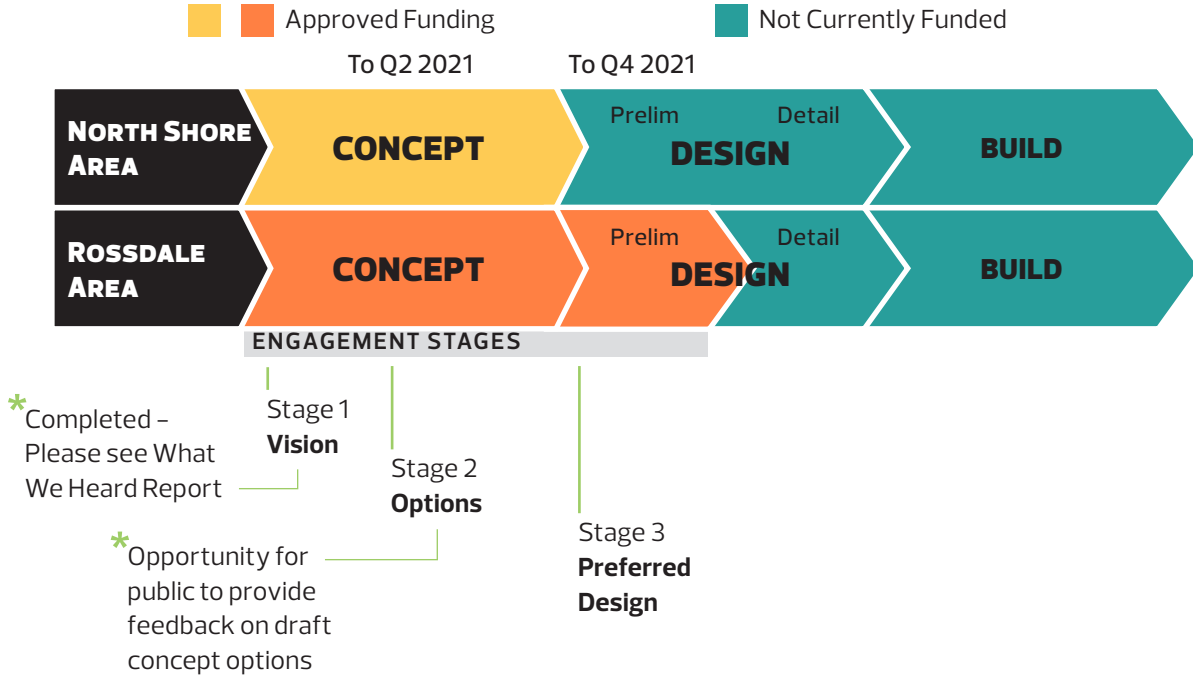 Approved Funding
Not Currently Funded
To Q2 2021
To Q4 2021
NORTH SHORE
AREA
CONCEPT
Prelim
Detail
DESIGN
BUILD
ROSSDALE
AREA
CONCEPT
Prelim
Detail
DESIGN
BUILD
ENGAGEMENT STAGES
Stage 1
Vision
*Completed –
Please see What
We Heard Report
Stage 2
Options
*Opportunity for
public to provide
feedback on draft
concept options
Stage 3
Preferred
Design